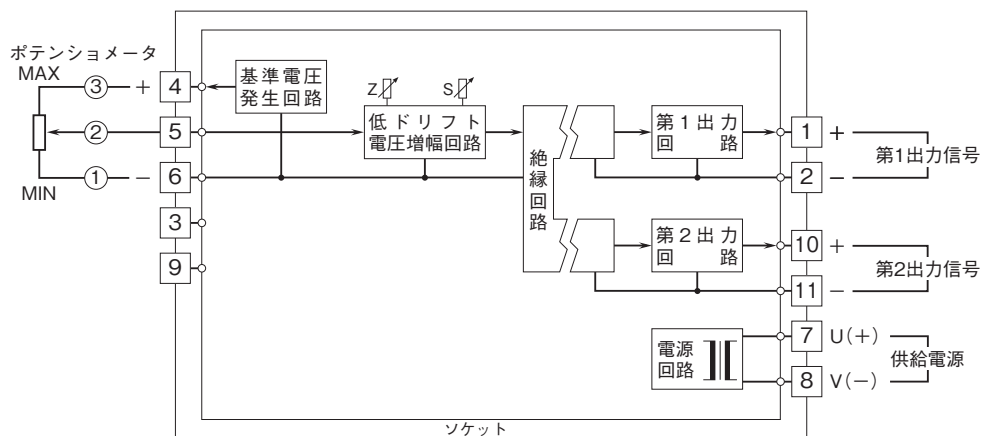 ポテンショメータ
MAX
③
+
4
基準電圧
発生回路
Z
S
②
5
低ドリフト
電圧増幅回路
①
−
6
MIN
3
9
絶縁回路
第1出力
回路
1
+
2
−
第1出力信号
第2出力
回路
10
+
11
−
第2出力信号
電源
回路
7
U(+)
8
V(−)
供給電源
ソケット